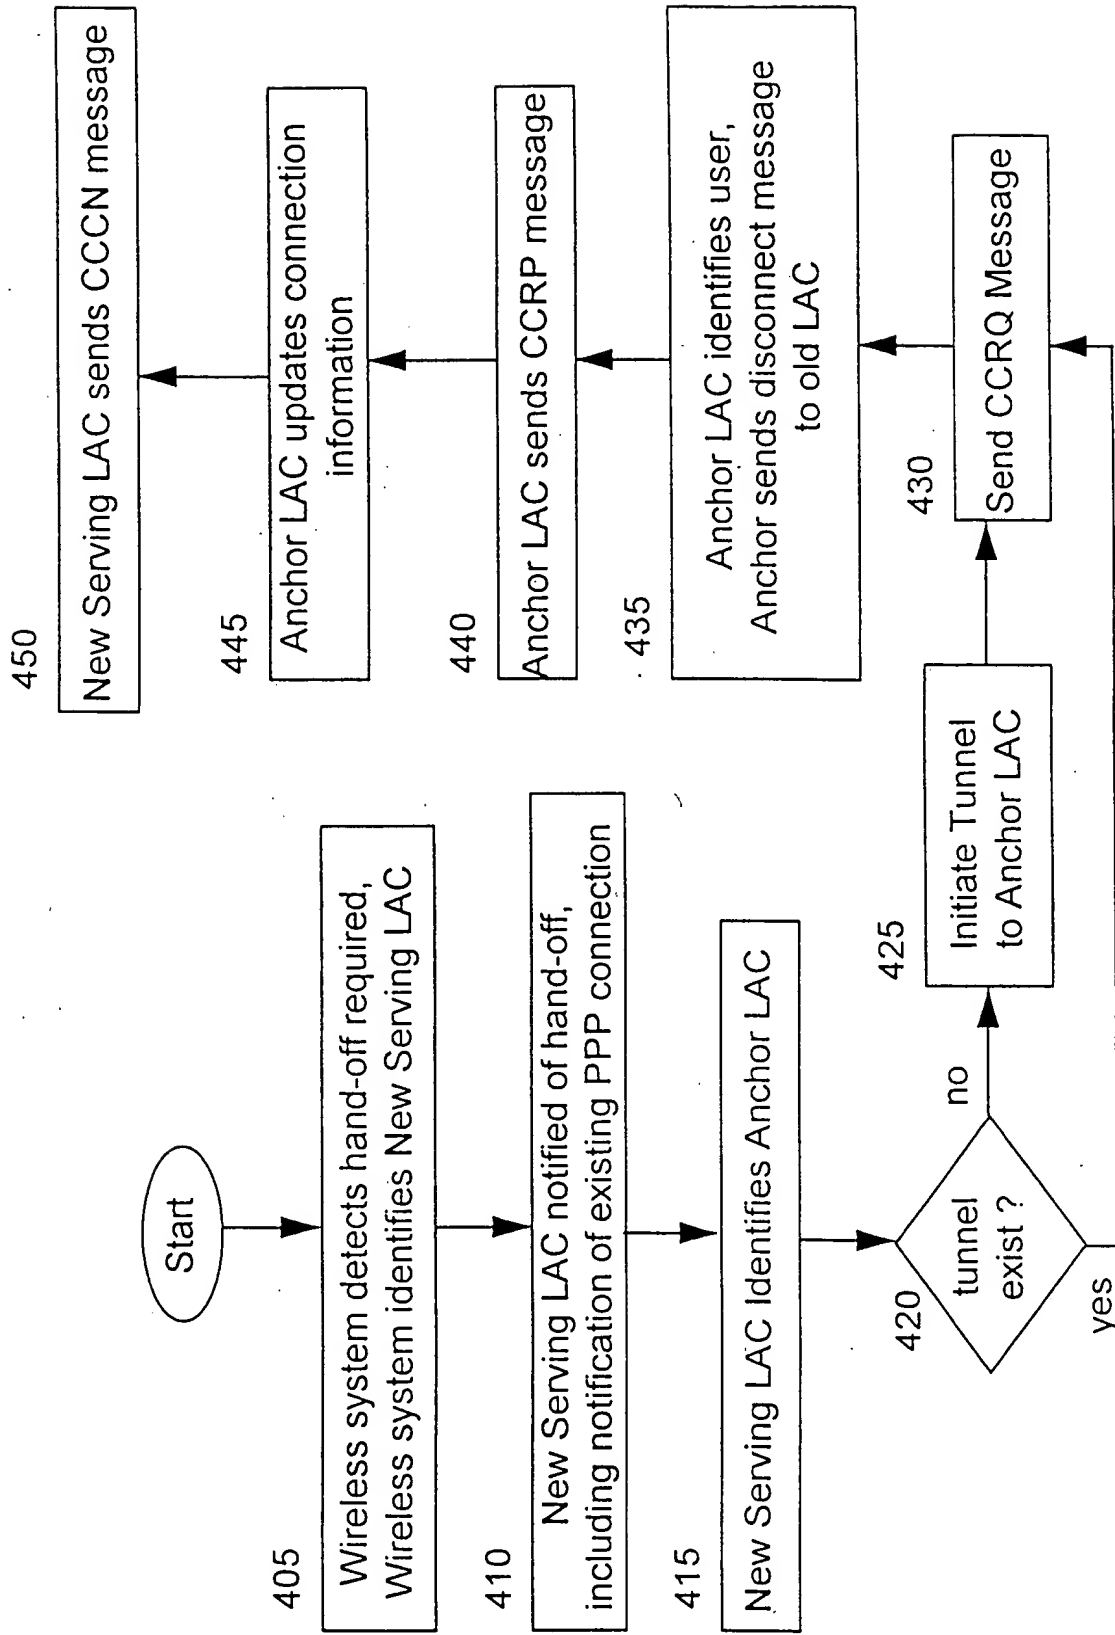 Start
405
Wireless system detects hand-off required,
Wireless system identifies New Serving LAC
410
New Serving LAC notified of hand-off,
including notification of existing PPP connection
415
New Serving LAC Identifies Anchor LAC
420
tunnel
exist ?
no
yes
425
Initiate Tunnel
to Anchor LAC
430
Send CCRQ Message
435
Anchor LAC identifies user,
Anchor sends disconnect message
to old LAC
440
Anchor LAC sends CCRP message
445
Anchor LAC updates connection
information
450
New Serving LAC sends CCCN message